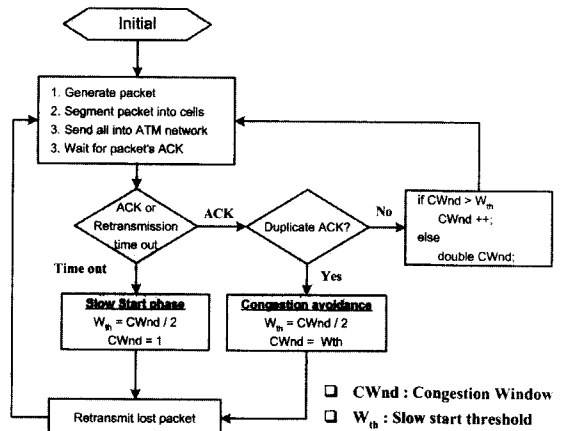 Initial
1. Generate packet
2. Segment packet into cells
3. Send all into ATM network
3. Wait for packet's ACK
ACK or
Retransmission
time out
ACK
Duplicate ACK?
No
if CWnd > Wth
CWnd ++;
else
double CWnd;
Time out
Yes
Slow Start phase
Wth = CWnd / 2
CWnd = 1
Congestion avoidance
Wth = CWnd / 2
CWnd = Wth
Retransmit lost packet
❑ CWnd : Congestion Window
❑ Wth : Slow start threshold